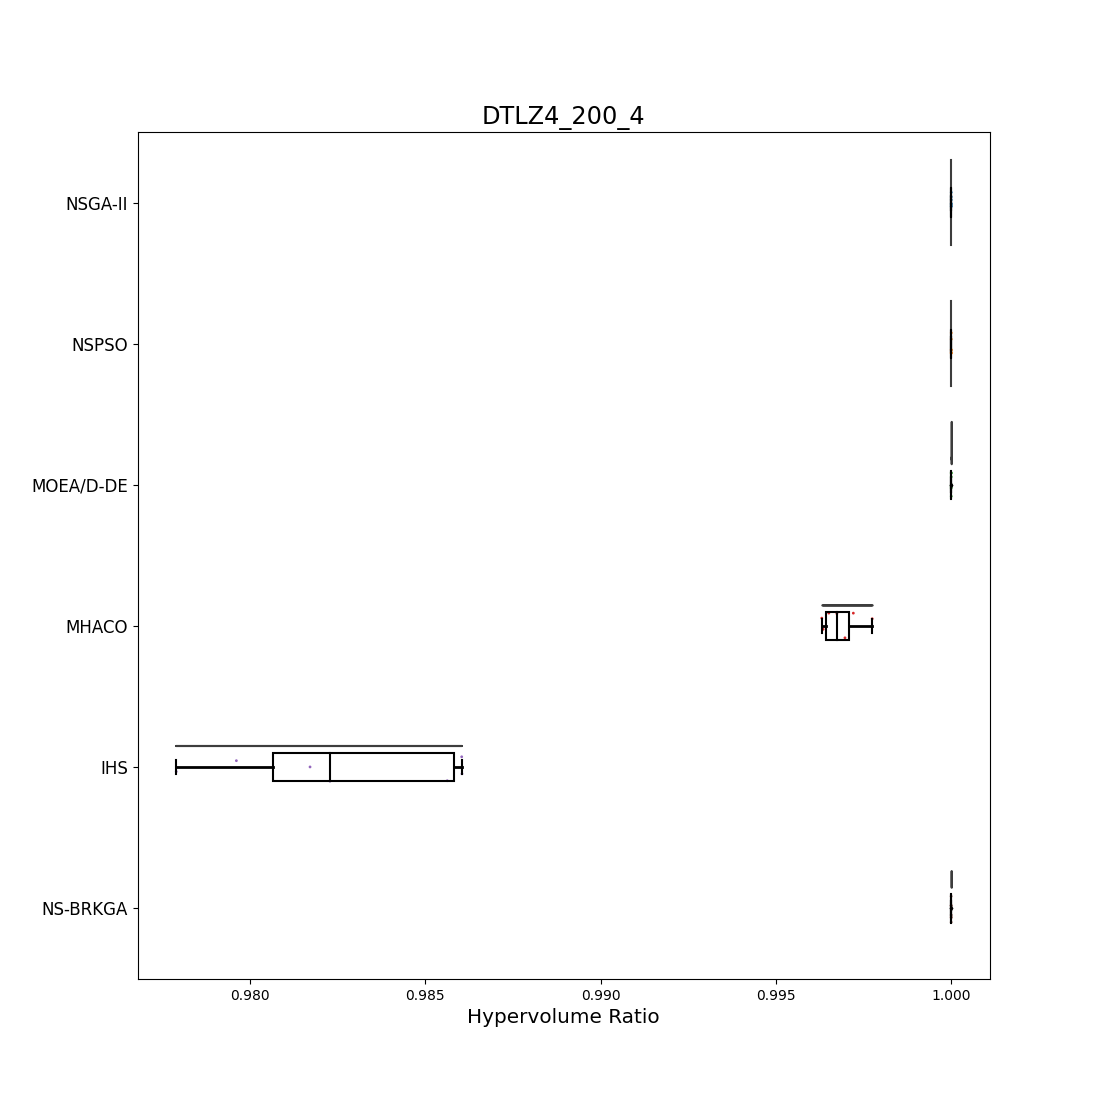 DTLZ4_200_4
NSGA-II
NSPSO
MOEA/D-DE
MHACO
IHS
NS-BRKGA
0.980 0.985 0.990 0.995 1.000
Hypervolume Ratio